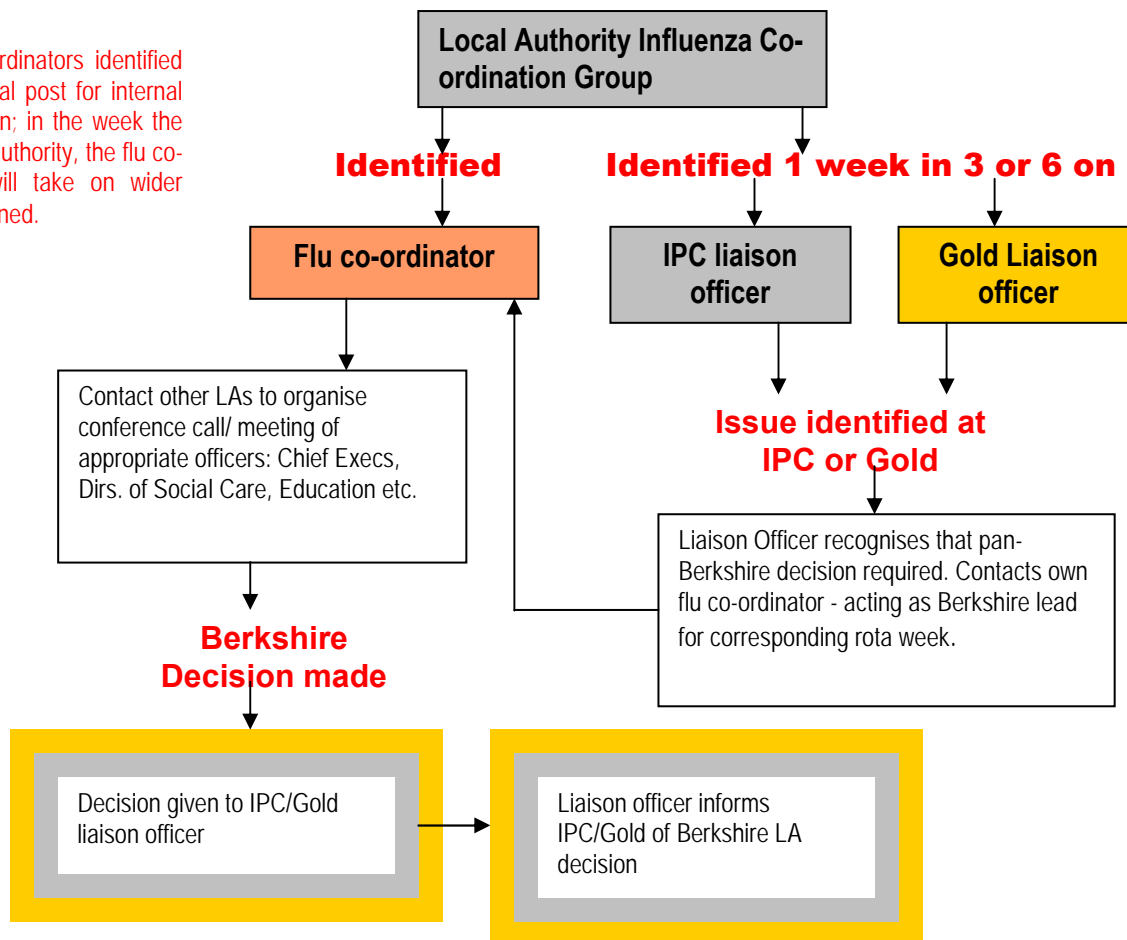 Local Authority Influenza Co-
ordination Group
rdinators identified
al post for internal
n; in the week the
uthority, the flu co-
will take on wider
ned.
Identified
Identified 1 week in 3 or 6 on
Flu co-ordinator
IPC liaison
officer
Gold Liaison
officer
Contact other LAs to organise
conference call/ meeting of
appropriate officers: Chief Execs,
Dirs. of Social Care, Education etc.
Issue identified at
IPC or Gold
Liaison Officer recognises that pan-
Berkshire decision required. Contacts own
flu co-ordinator - acting as Berkshire lead
for corresponding rota week.
Berkshire
Decision made
Decision given to IPC/Gold
liaison officer
Liaison officer informs
IPC/Gold of Berkshire LA
decision